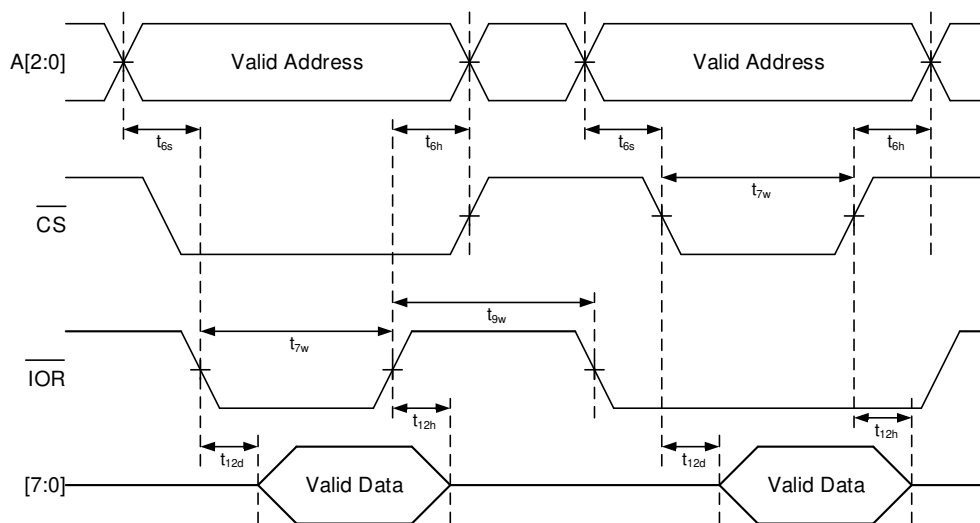 A[2:0]
Valid Address
Valid Address
t6s
t6h
t6s
t6h
CS
t7w
t9w
IOR
t7w
t12h
t12h
t12d
t12d
[7:0]
Valid Data
Valid Data